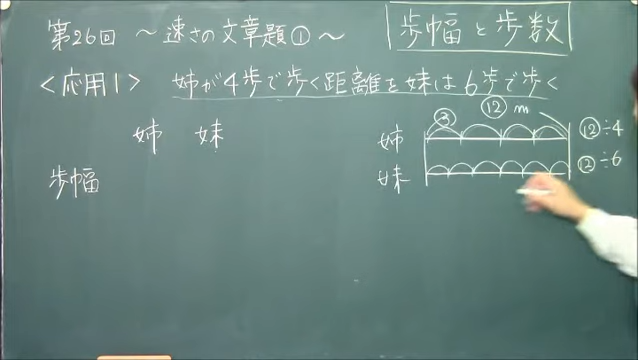 第26回 ～速さの文章題①～
歩幅と歩数
<応用1> 姉が4歩で歩く距離を妹は6歩で歩く
姉 妹
歩幅
⑫ m
③
姉
⑫÷4
妹
⑫÷6